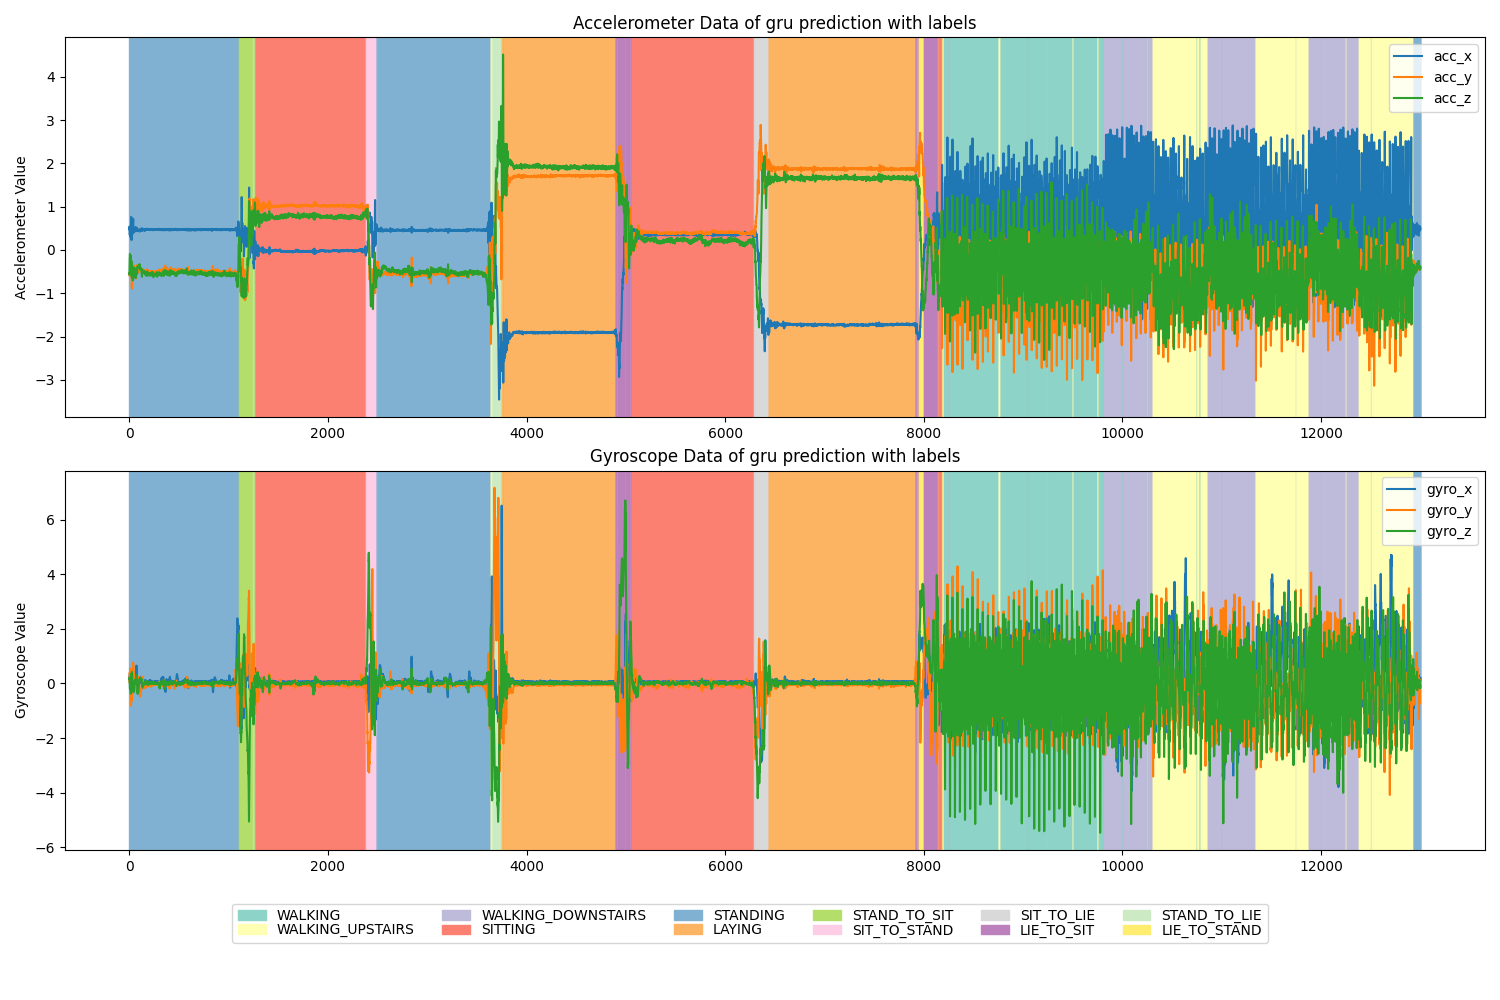 Accelerometer Data of gru prediction with labels
acc_x
acc_y
acc_z
Accelerometer Value
4
3
2
1
0
−1
−2
−3
0 2000 4000 6000 8000 10000 12000
Gyroscope Data of gru prediction with labels
gyro_x
gyro_y
gyro_z
Gyroscope Value
6
4
2
0
−2
−4
−6
0 2000 4000 6000 8000 10000 12000
WALKING WALKING_DOWNSTAIRS STANDING STAND_TO_SIT SIT_TO_LIE STAND_TO_LIE
WALKING_UPSTAIRS SITTING LAYING SIT_TO_STAND LIE_TO_SIT LIE_TO_STAND